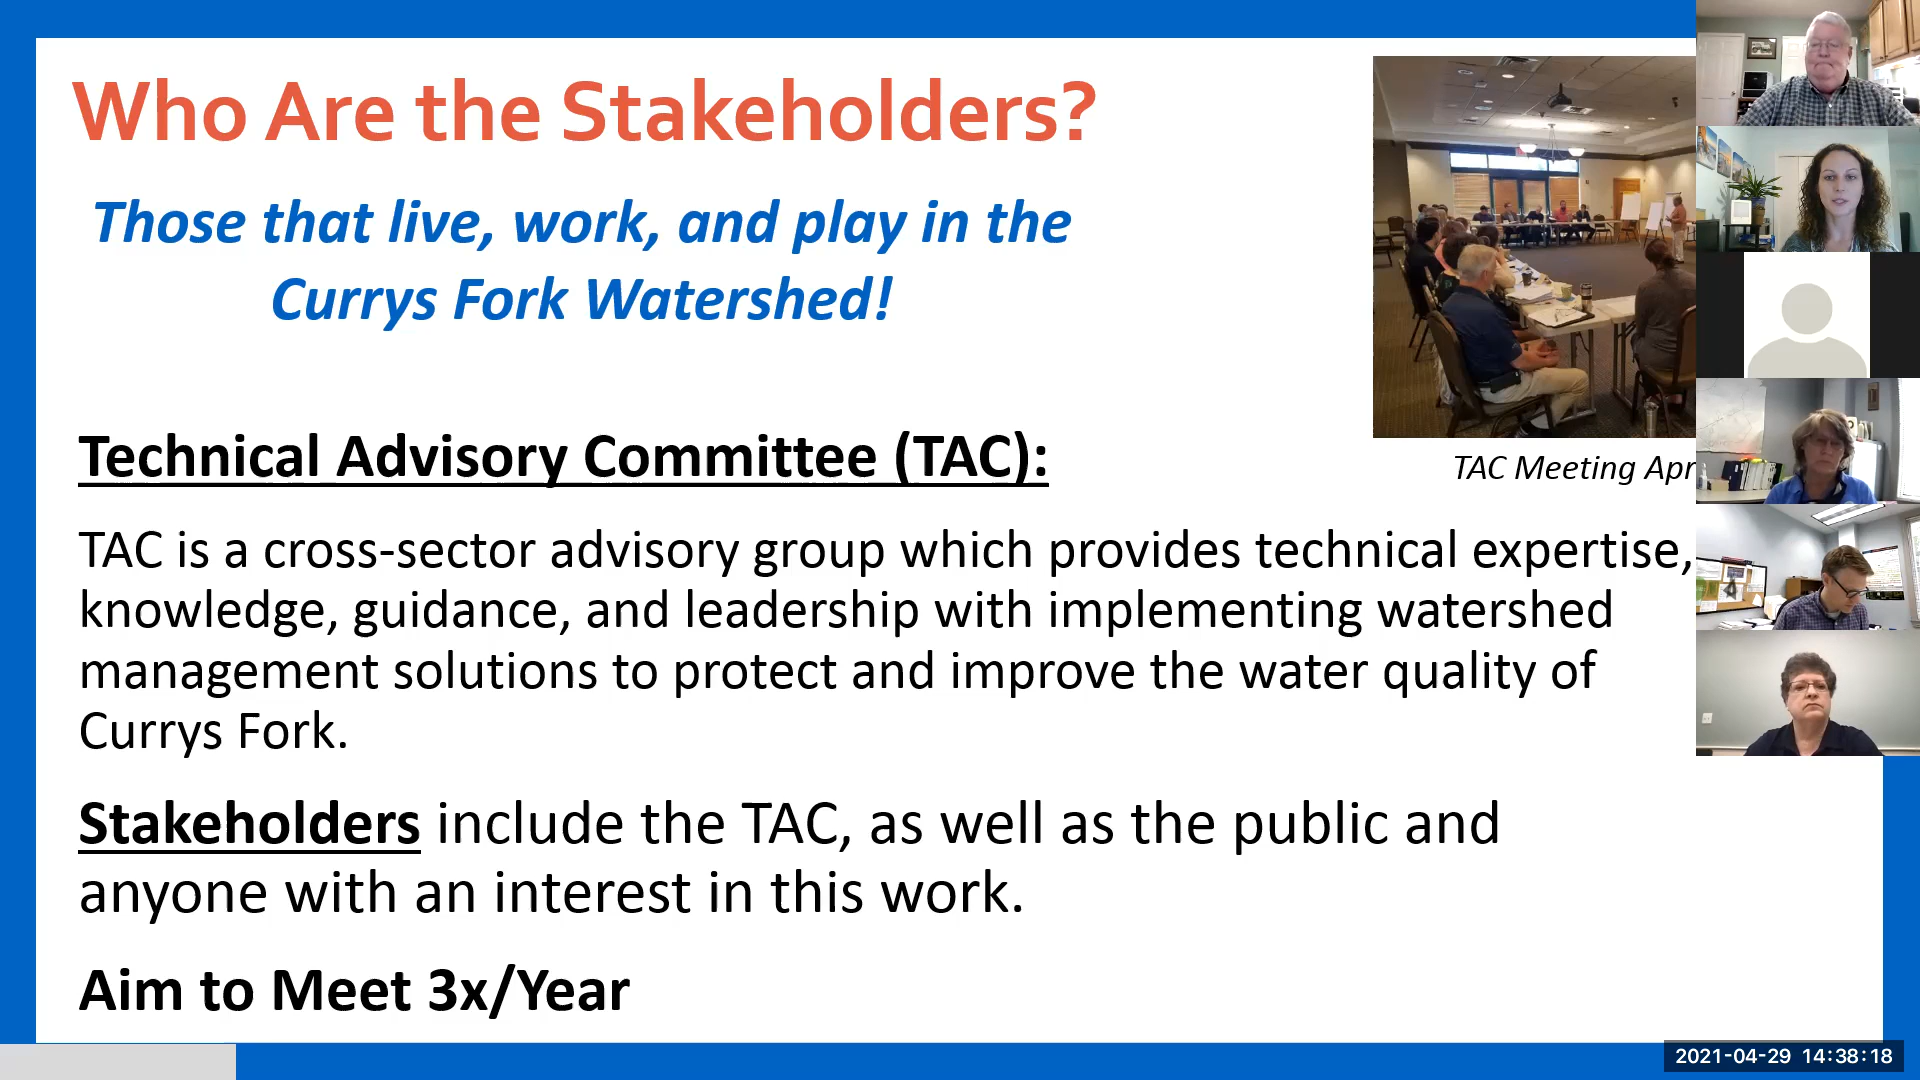 Who Are the Stakeholders?
Those that live, work, and play in the
Currys Fork Watershed!
TAC Meeting Apr
Technical Advisory Committee (TAC):
TAC is a cross-sector advisory group which provides technical expertise,
knowledge, guidance, and leadership with implementing watershed
management solutions to protect and improve the water quality of
Currys Fork.
Stakeholders include the TAC, as well as the public and
anyone with an interest in this work.
Aim to Meet 3x/Year
2021-04-29 14:38:18